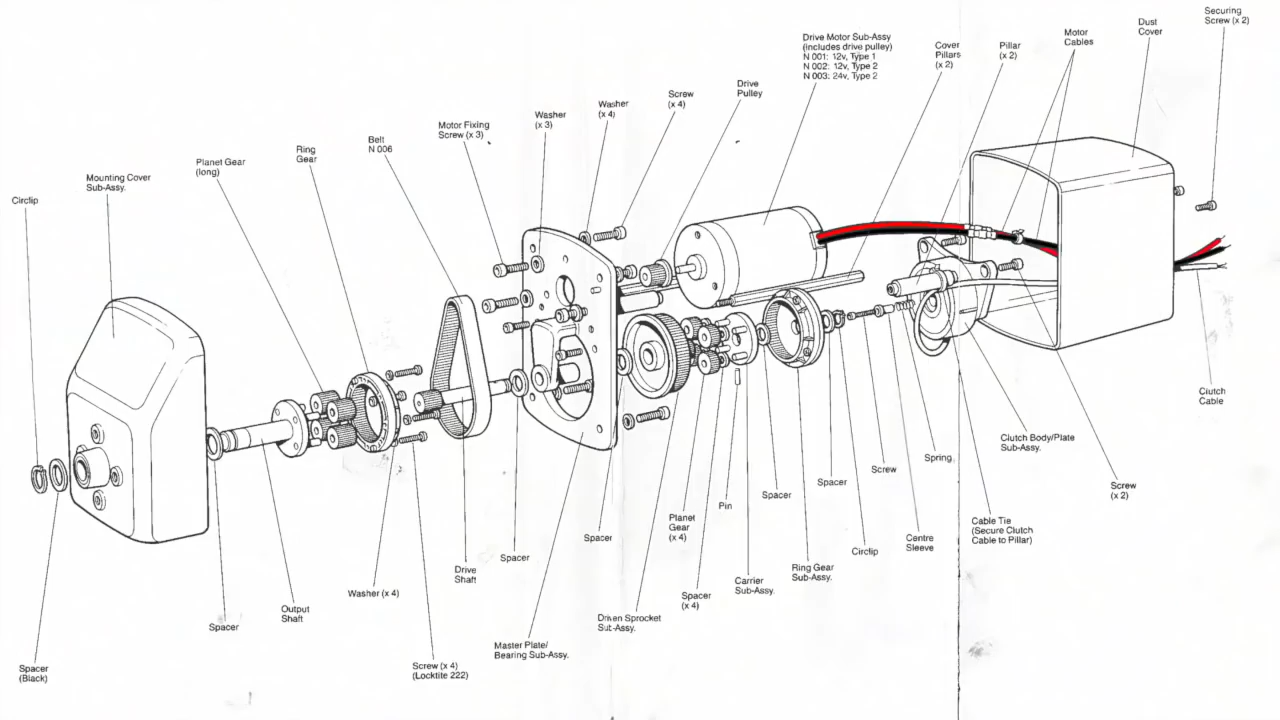 Securing
Screw (x 2)
Dust
Cover
Motor
Cables
Pillar
(x 2)
Cover
Pillars
(x 2)
Drive Motor Sub-Assy
(includes drive pulley)
N 001: 12v, Type 1
N 002: 12v, Type 2
N 003: 24v, Type 2
Drive
Pulley
Screw
(x 4)
Washer
(x 4)
Washer
(x 3)
Motor Fixing
Screw (x 3)
Belt
N 006
Ring
Gear
Planet Gear
(long)
Mounting Cover
Sub-Assy.
Circlip
Clutch
Cable
Clutch Body/Plate
Sub-Assy.
Screw
(x 2)
Spring
Screw
Spacer
Spacer
Pin
Cable Tie
(Secure Clutch
Cable to Pillar)
Centre
Sleeve
Circlip
Planet
Gear
(x 4)
Spacer
Spacer
Drive
Shaft
Ring Gear
Sub-Assy.
Carrier
Sub-Assy.
Spacer
(x 4)
Washer (x 4)
Output
Shaft
Spacer
Driven Sprocket
Sub-Assy.
Master Plate/
Bearing Sub-Assy.
Screw (x 4)
(Locktite 222)
Spacer
(Black)